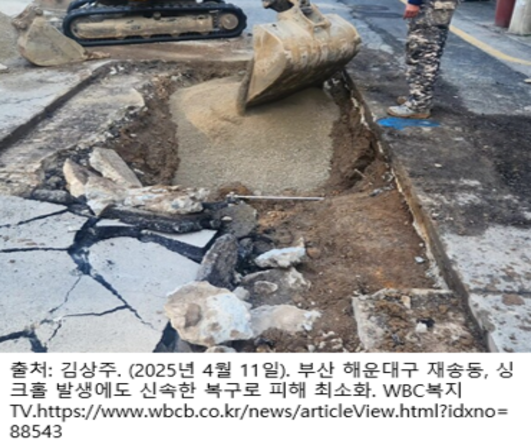 출처: 김상주. (2025년 4월 11일). 부산 해운대구 재송동, 싱
크홀 발생에도 신속한 복구로 피해 최소화. WBC복지
TV.https://www.wbcb.co.kr/news/articleView.html?idxno=
88543